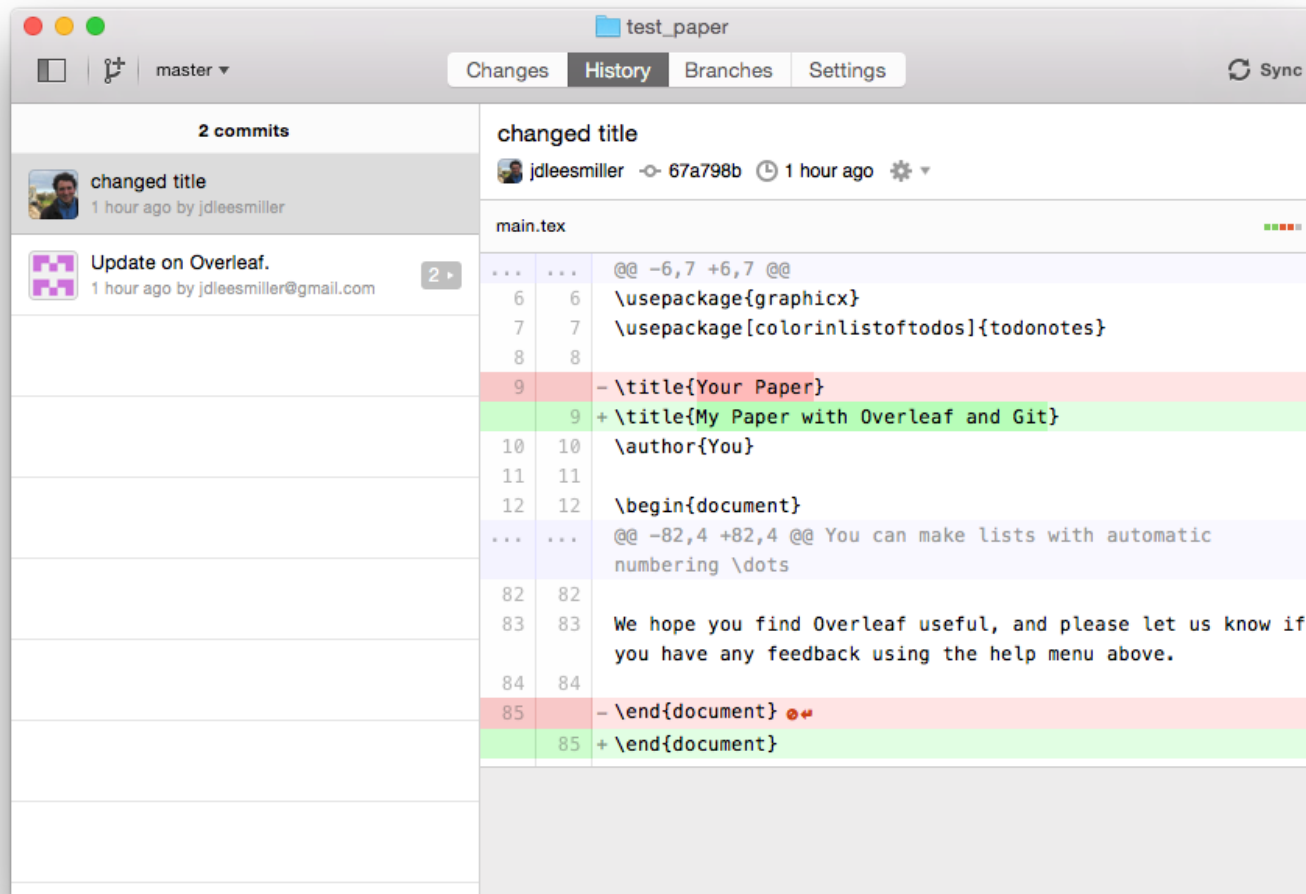 test_paper
master
Changes History Branches Settings
Sync
2 commits
changed title
1 hour ago by jdleesmiller
Update on Overleaf.
1 hour ago by jdleesmiller@gmail.com
2
changed title
jdleesmiller 67a798b 1 hour ago
main.tex
... ... @@ -6,7 +6,7 @@
6 6 \usepackage{graphicx}
7 7 \usepackage[colorinlistoftodos]{todonotes}
8 8
9 - \title{Your Paper}
9 + \title{My Paper with Overleaf and Git}
10 10 \author{You}
11 11
12 12 \begin{document}
... ... @@ -82,4 +82,4 @@ You can make lists with automatic
numbering \dots
82 82
83 83 We hope you find Overleaf useful, and please let us know if
you have any feedback using the help menu above.
84 84
85 - \end{document}
85 + \end{document}